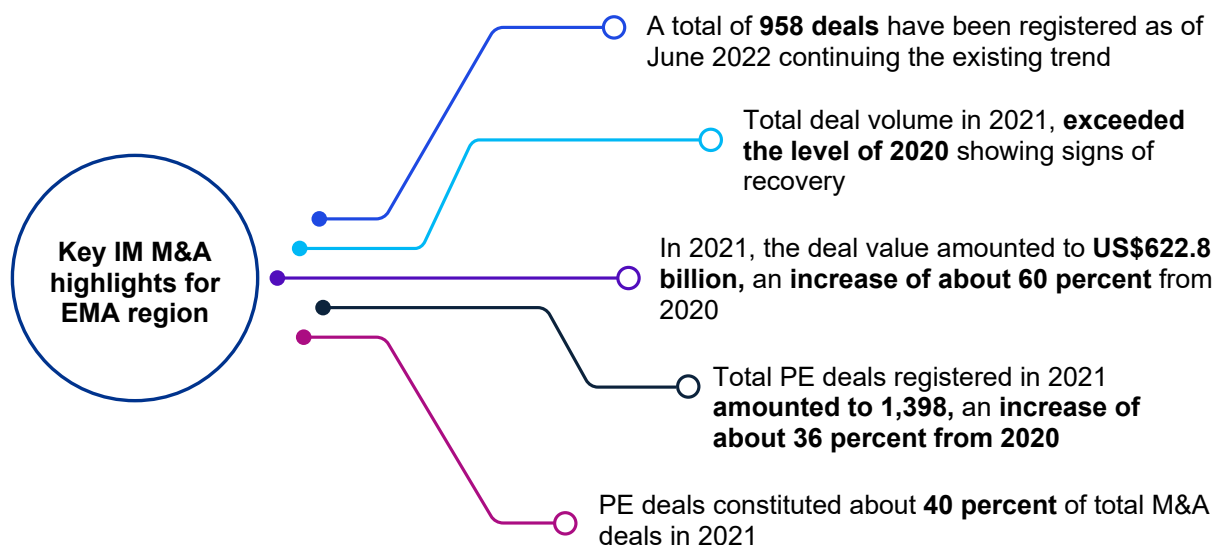 A total of 958 deals have been registered as of
June 2022 continuing the existing trend
Total deal volume in 2021, exceeded
the level of 2020 showing signs of
recovery
Key IM M&A
highlights for
EMA region
In 2021, the deal value amounted to US$622.8
billion, an increase of about 60 percent from
2020
Total PE deals registered in 2021
amounted to 1,398, an increase of
about 36 percent from 2020
PE deals constituted about 40 percent of total M&A
deals in 2021